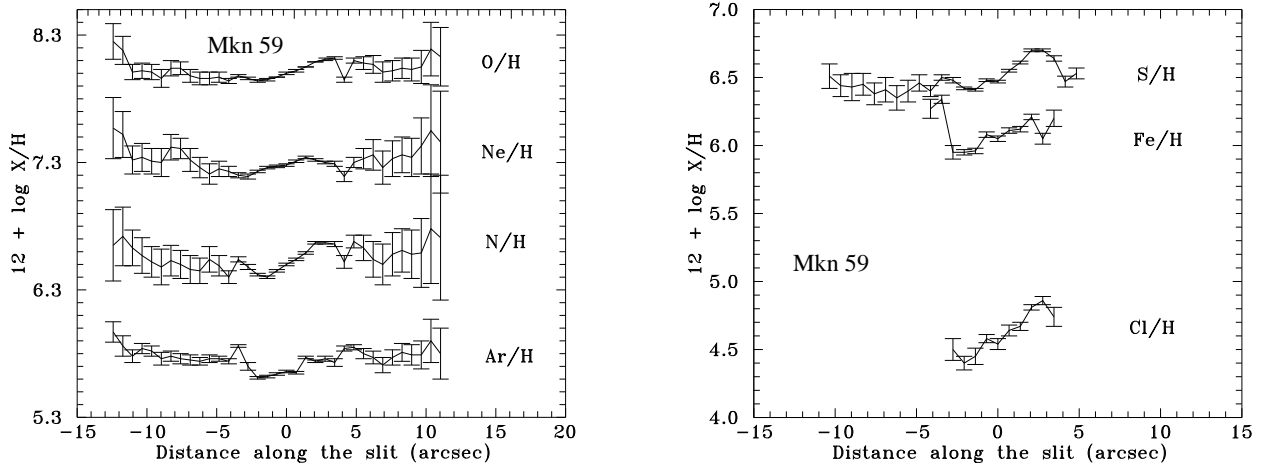 8.3
Mkn 59
O/H
7.3
Ne/H
12 + log X/H
N/H
6.3
Ar/H
5.3
−15 −10 −5 0 5 10 15 20
Distance along the slit (arcsec)
7.0
6.5
S/H
6.0
Fe/H
12 + log X/H
5.5
Mkn 59
5.0
Cl/H
4.5
4.0
−15 −10 −5 0 5 10 15
Distance along the slit (arcsec)